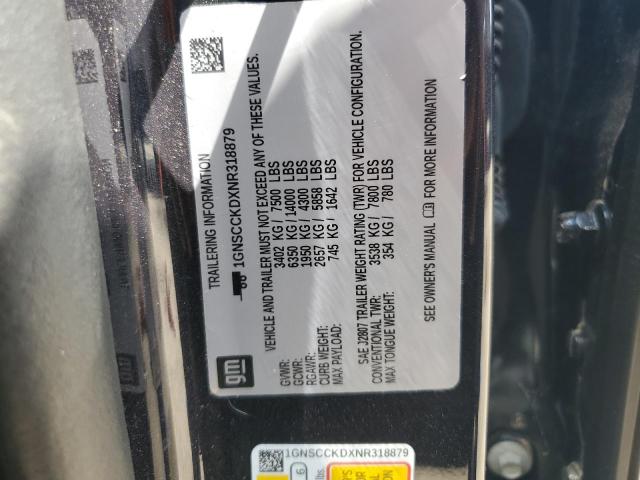 TRAILERING INFORMATION
1GNSCCKDXNR318879
VEHICLE AND TRAILER MUST NOT EXCEED ANY OF THESE VALUES.
GVWR: 3402 KG / 7500 LBS
GCWR: 6350 KG / 14000 LBS
RGAWR: 1950 KG / 4300 LBS
CURB WEIGHT: 2657 KG / 5858 LBS
MAX PAYLOAD: 745 KG / 1642 LBS
SAE J2807 TRAILER WEIGHT RATING (TWR) FOR VEHICLE CONFIGURATION.
CONVENTIONAL TWR: 3538 KG / 7800 LBS
MAX TONGUE WEIGHT: 354 KG / 780 LBS
SEE OWNER'S MANUAL FOR MORE INFORMATION
gm
1GNSCCKDXNR318879
6
lbs.